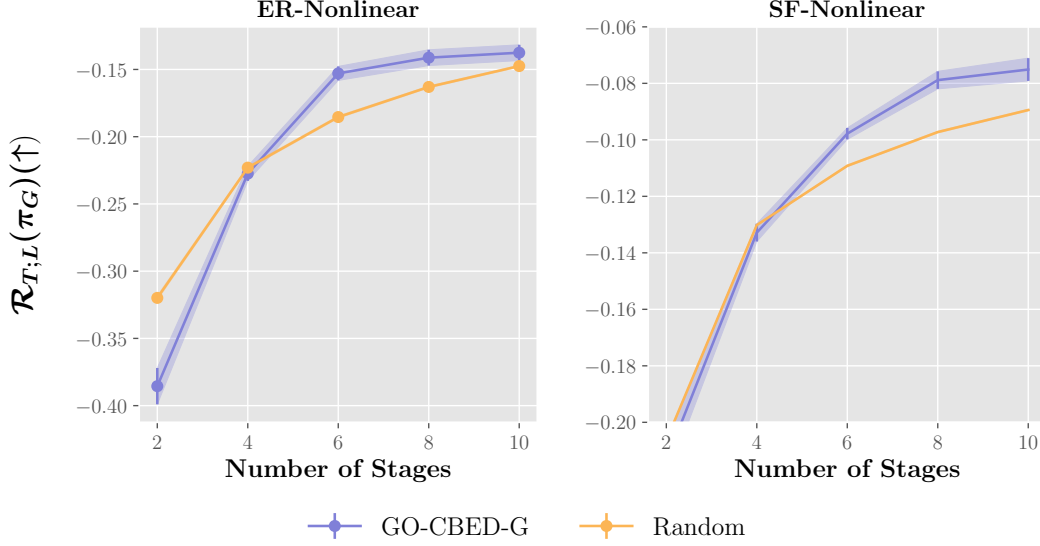 ER-Nonlinear
SF-Nonlinear
𝓡_{T;L}(π_G)(↑)
−0.15
−0.20
−0.25
−0.30
−0.35
−0.40
2 4 6 8 10
Number of Stages
−0.06
−0.08
−0.10
−0.12
−0.14
−0.16
−0.18
−0.20
2 4 6 8 10
Number of Stages
GO-CBED-G
Random